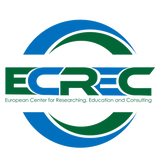 ECREC
European Center for Researching, Education and Consulting